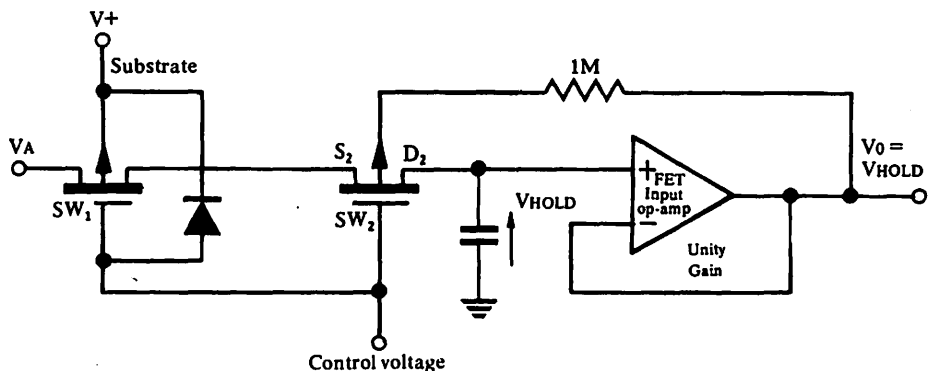 V+
Substrate
1M
VA
S2
D2
V0 =
VHOLD
SW1
SW2
VHOLD
+
FET
Input
op-amp
−
Unity
Gain
Control voltage